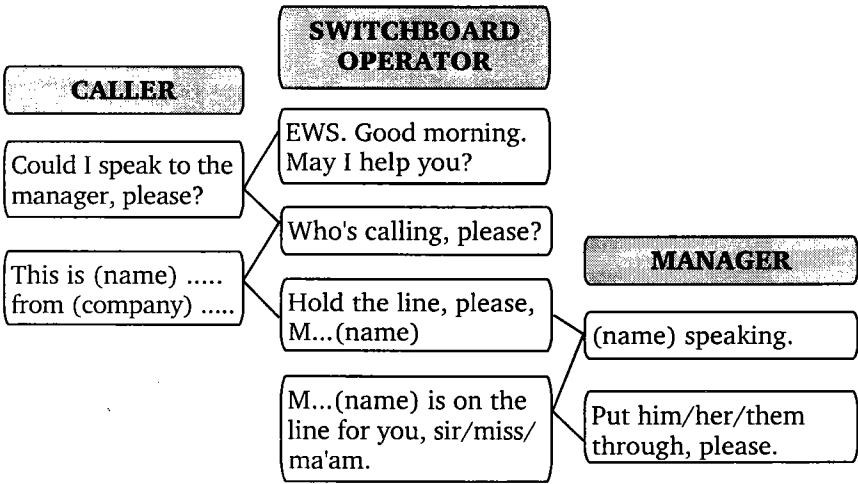 CALLER
Could I speak to the
manager, please?
This is (name) .....
from (company) .....
SWITCHBOARD
OPERATOR
EWS. Good morning.
May I help you?
Who's calling, please?
Hold the line, please,
M...(name)
M...(name) is on the
line for you, sir/miss/
ma'am.
MANAGER
(name) speaking.
Put him/her/them
through, please.